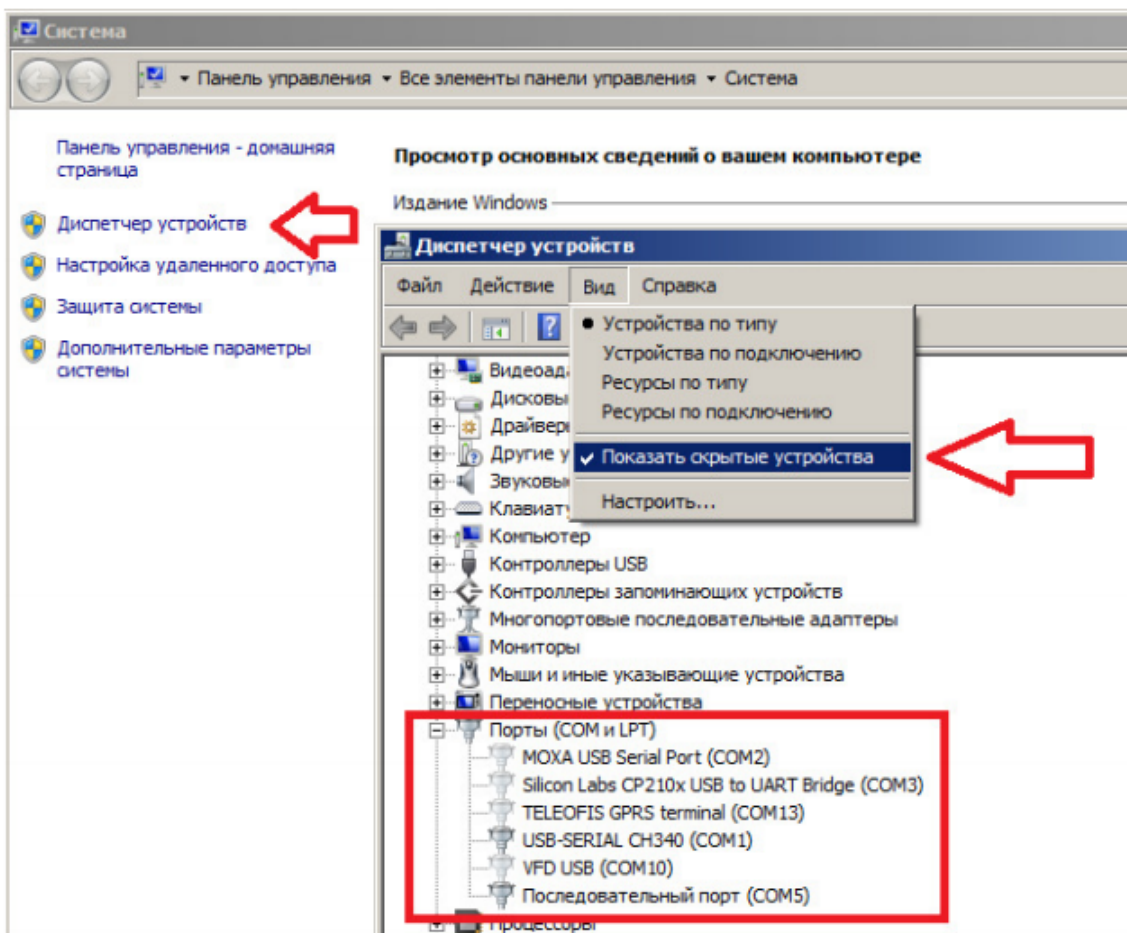 Система
Панель управления Все элементы панели управления Система
Панель управления - домашняя
страница
Диспетчер устройств
Настройка удаленного доступа
Защита системы
Дополнительные параметры
системы
Просмотр основных сведений о вашем компьютере
Издание Windows
Диспетчер устройств
Файл Действие Вид Справка
Устройства по типу
Устройства по подключению
Ресурсы по типу
Ресурсы по подключению
Показать скрытые устройства
Настроить...
Видеоад
Дисковы
Драйвер
Другие у
Звуковы
Клавиат
Компьютер
Контроллеры USB
Контроллеры запоминающих устройств
Многопортовые последовательные адаптеры
Мониторы
Мыши и иные указывающие устройства
Переносные устройства
Порты (COM и LPT)
MOXA USB Serial Port (COM2)
Silicon Labs CP210x USB to UART Bridge (COM3)
TELEOFIS GPRS terminal (COM13)
USB-SERIAL CH340 (COM1)
VFD USB (COM10)
Последовательный порт (COM5)
Процессоры